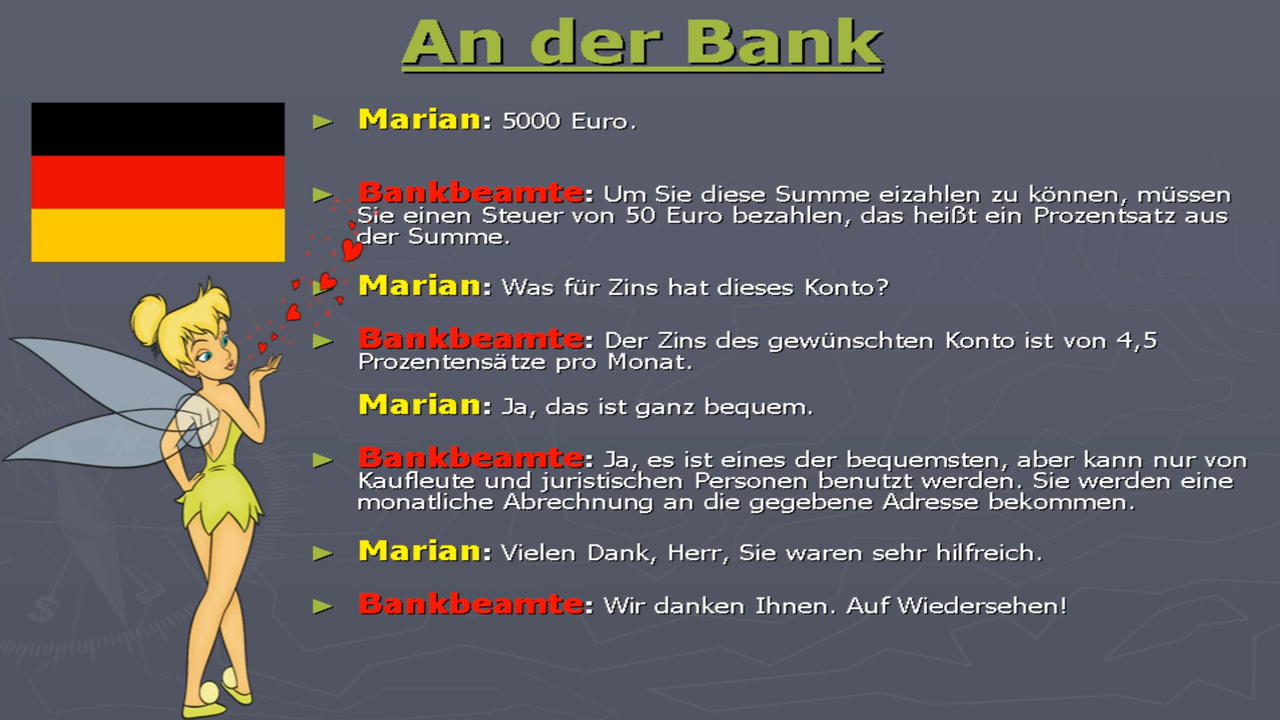 An der Bank
► Marian: 5000 Euro.
► Bankbeamte: Um Sie diese Summe eizahlen zu können, müssen
Sie einen Steuer von 50 Euro bezahlen, das heißt ein Prozentsatz aus
der Summe.
► Marian: Was für Zins hat dieses Konto?
► Bankbeamte: Der Zins des gewünschten Konto ist von 4,5
Prozentensätze pro Monat.
Marian: Ja, das ist ganz bequem.
► Bankbeamte: Ja, es ist eines der bequemsten, aber kann nur von
Kaufleute und juristischen Personen benutzt werden. Sie werden eine
monatliche Abrechnung an die gegebene Adresse bekommen.
► Marian: Vielen Dank, Herr, Sie waren sehr hilfreich.
► Bankbeamte: Wir danken Ihnen. Auf Wiedersehen!